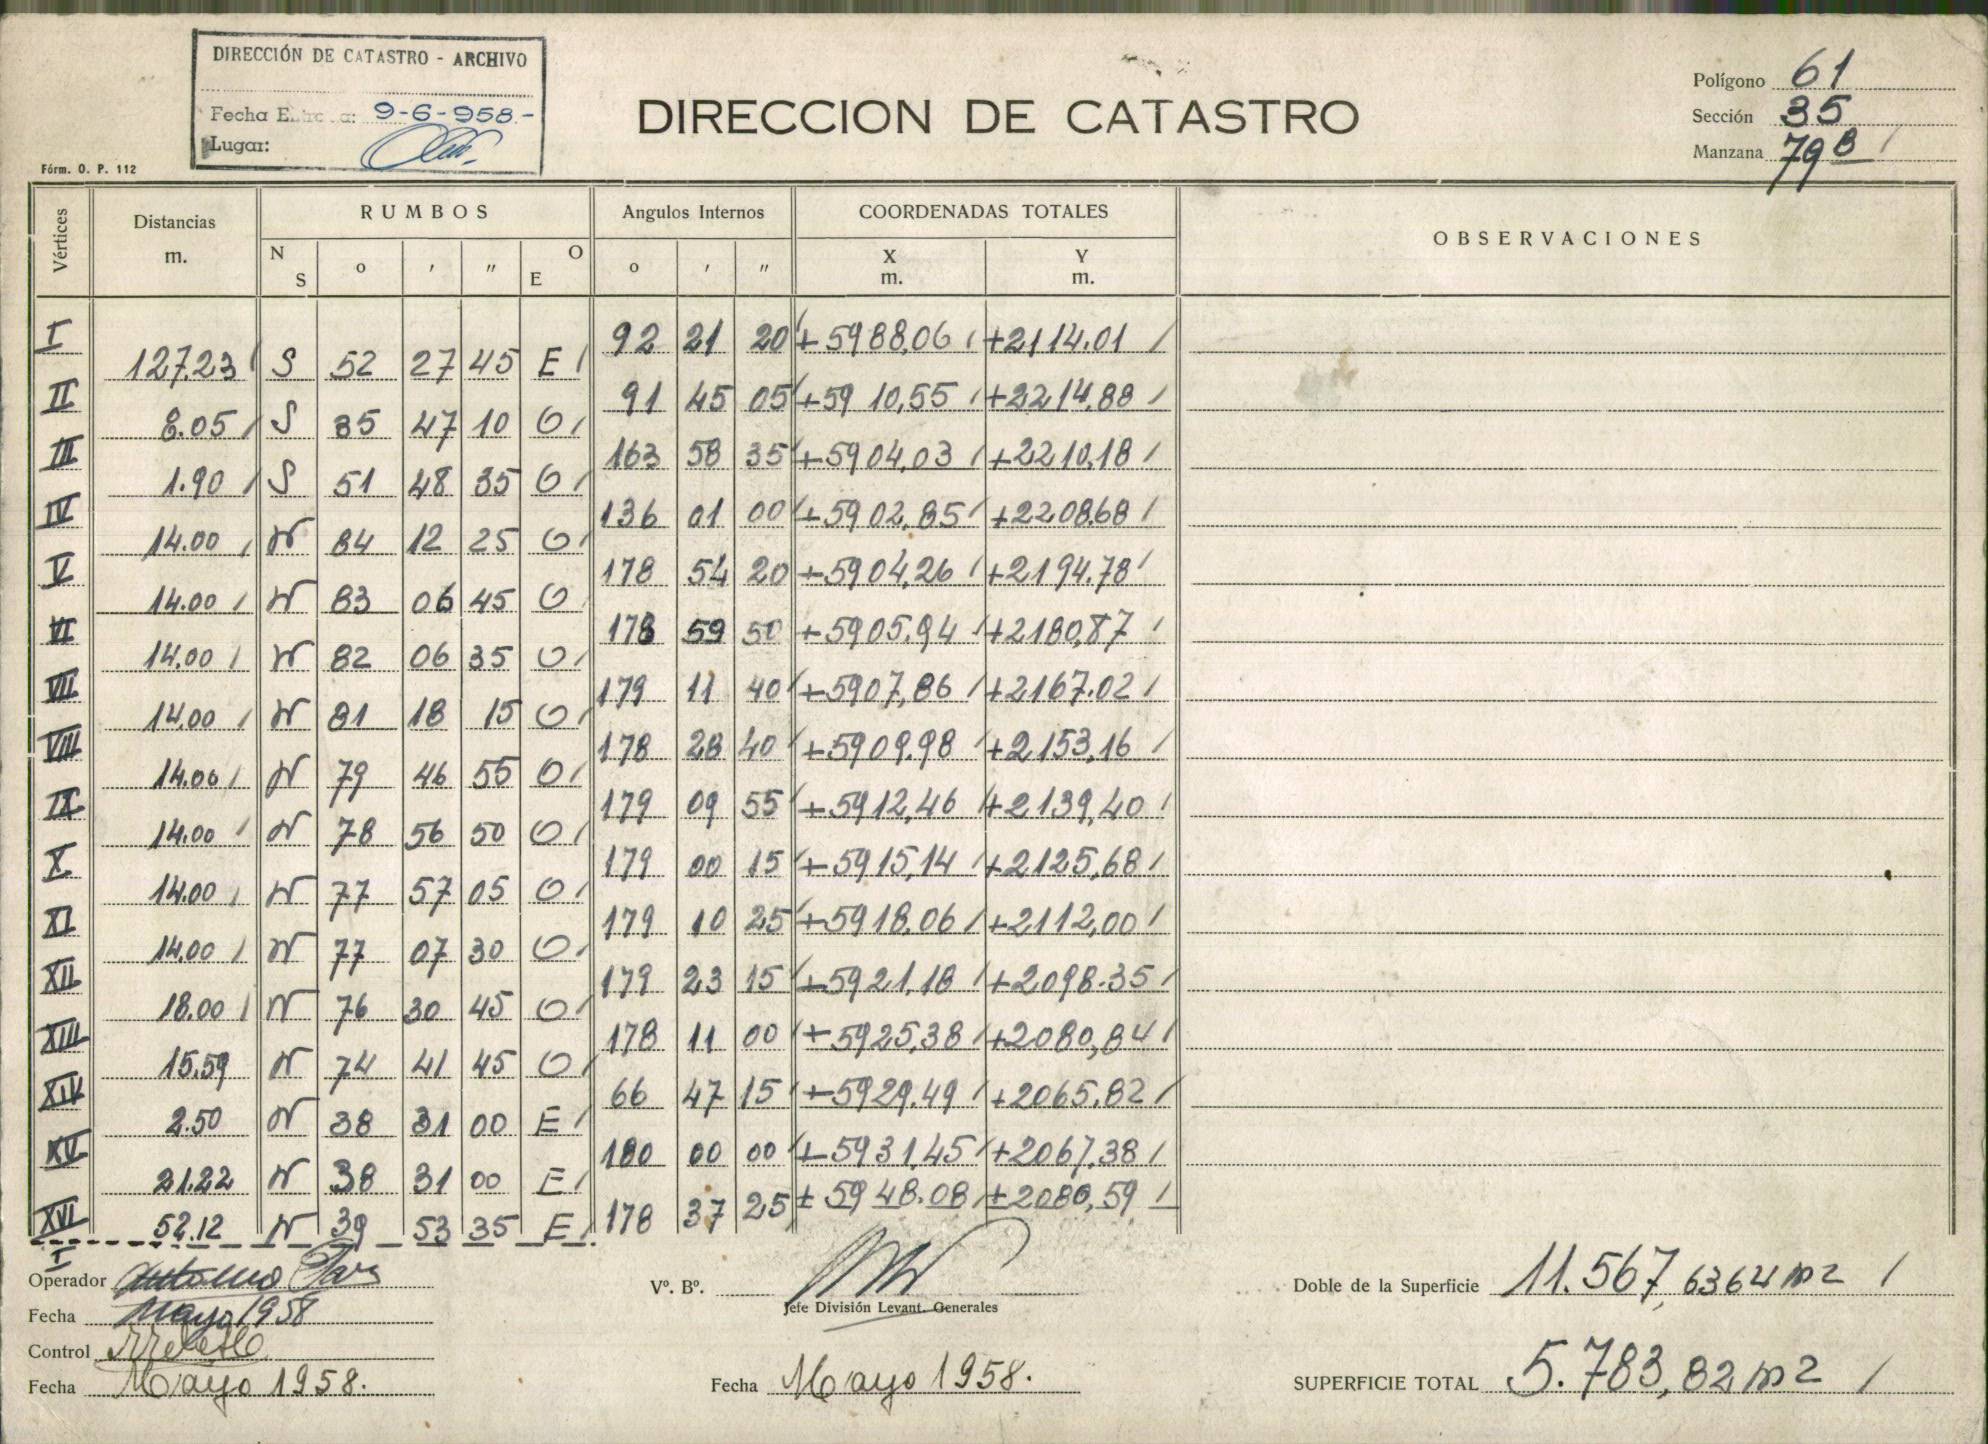 DIRECCIÓN DE CATASTRO - ARCHIVO
Fecha Entrada: 9-6-958.-
Lugar:
Fórm. O. P. 112
DIRECCION DE CATASTRO
Polígono 61
Sección 35
Manzana 79B
Vértices Distancias m. RUMBOS N S o ' " O E Angulos Internos o ' " COORDENADAS TOTALES X m. Y m. OBSERVACIONES
I 92 21 20 +5988,06 +2114.01
127.23 S 52 27 45 E
II 91 45 05 +5910,55 +2214.88
8.05 S 35 47 10 O
III 163 58 35 +5904,03 +2210,18
1.90 S 51 48 35 O
IV 136 01 00 +5902,85 +2208.68
14.00 N 84 12 25 O
V 178 54 20 +5904,26 +2194.78
14.00 N 83 06 45 O
VI 178 59 50 +5905,94 +2180,87
14.00 N 82 06 35 O
VII 179 11 40 +5907,86 +2167.02
14.00 N 81 18 15 O
VIII 178 28 40 +5909,98 +2153,16
14.00 N 79 46 55 O
IX 179 09 55 +5912,46 +2139,40
14.00 N 78 56 50 O
X 179 00 15 +5915,14 +2125,68
14.00 N 77 57 05 O
XI 179 10 25 +5918,06 +2112,00
14.00 N 77 07 30 O
XII 179 23 15 +5921,18 +2098.35
18.00 N 76 30 45 O
XIII 178 11 00 +5925,38 +2080,84
15.59 N 74 41 45 O
XIV 66 47 15 +5929,49 +2065,82
2.50 N 38 31 00 E
XV 180 00 00 +5931,45 +2067,38
21.22 N 38 31 00 E
XVI 178 37 25 +5948.08 +2080,59
52.12 N 39 53 35 E
I
Operador Antonio
Fecha Mayo 1958
Control
Fecha Mayo 1958.
Vº. Bº.
Jefe División Levant. Generales
Fecha Mayo 1958.
Doble de la Superficie 11.567,6364 m2
SUPERFICIE TOTAL 5.783,82 m2